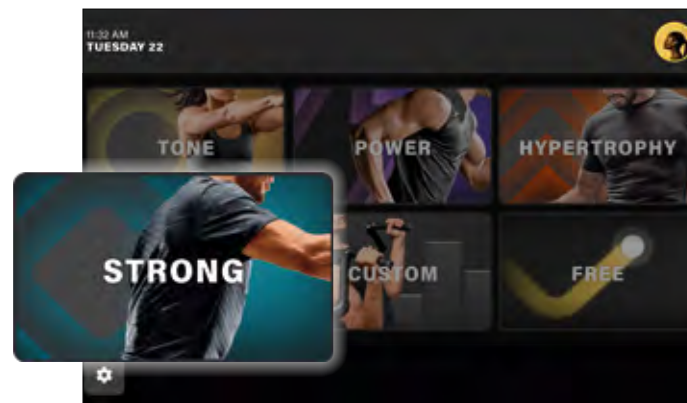 11:32 AM
TUESDAY 22
TONE
POWER
HYPERTROPHY
STRONG
CUSTOM
FREE